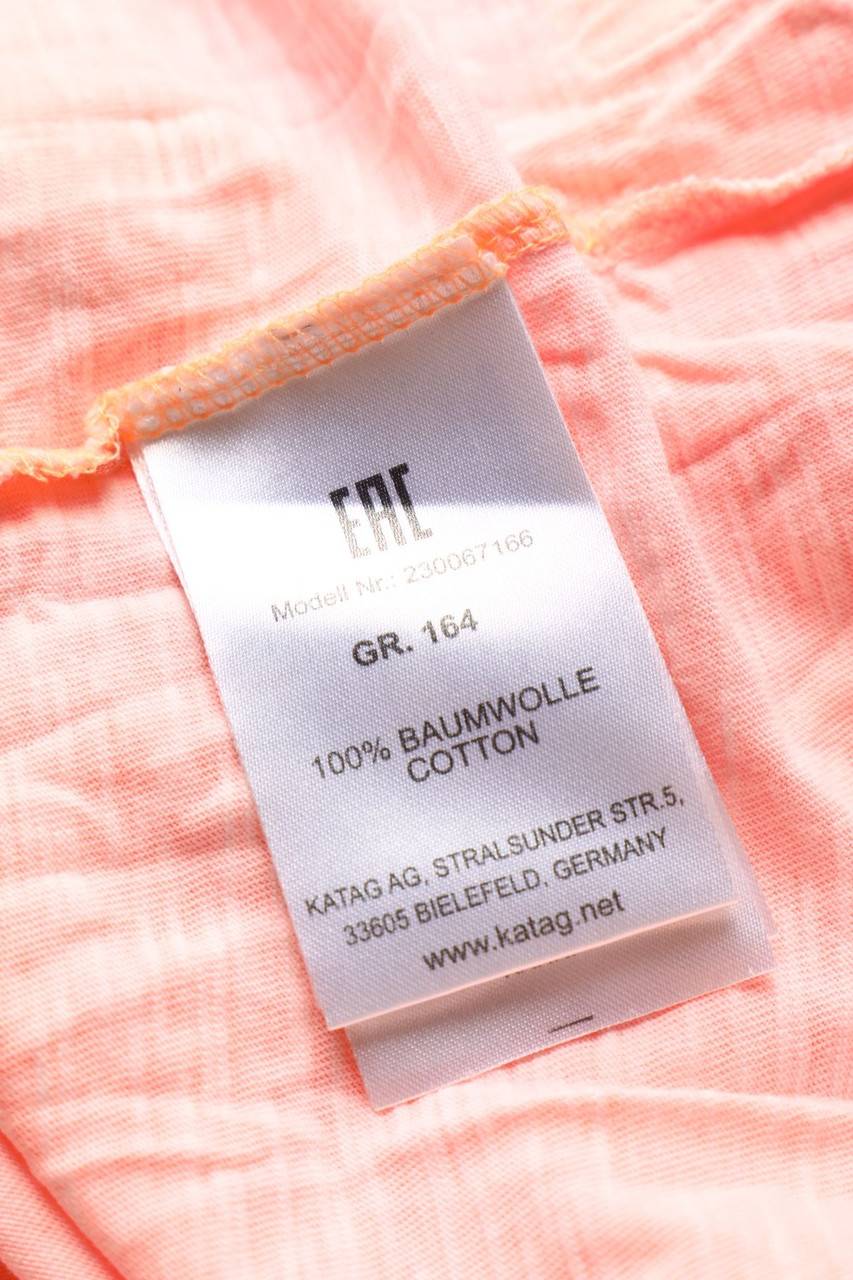 EAC
Modell Nr.: 230067166
GR. 164
100% BAUMWOLLE
COTTON
KATAG AG, STRALSUNDER STR.5,
33605 BIELEFELD, GERMANY
www.katag.net